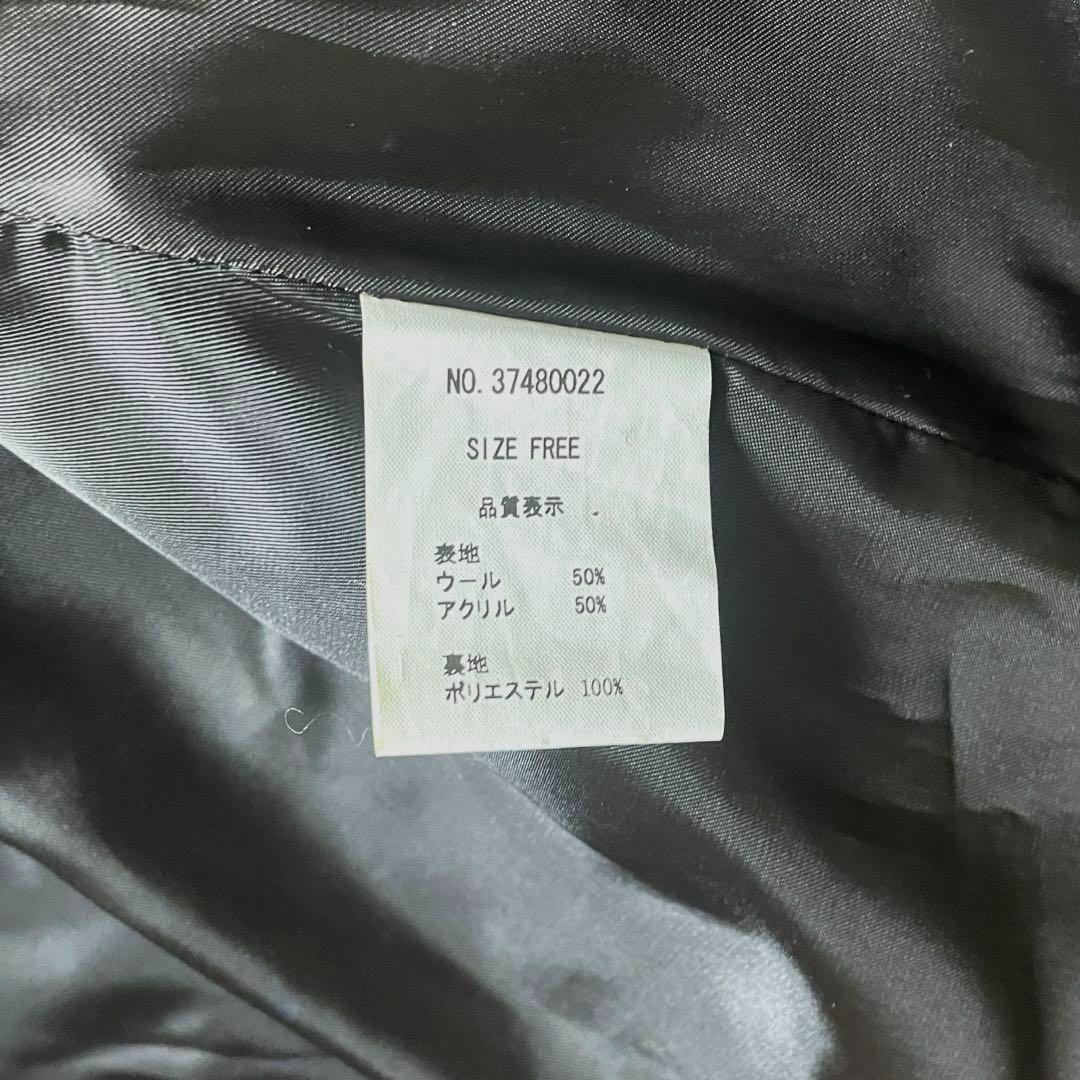 NO. 37480022
SIZE FREE
品質表示
表地
ウール 50%
アクリル 50%
裏地
ポリエステル 100%